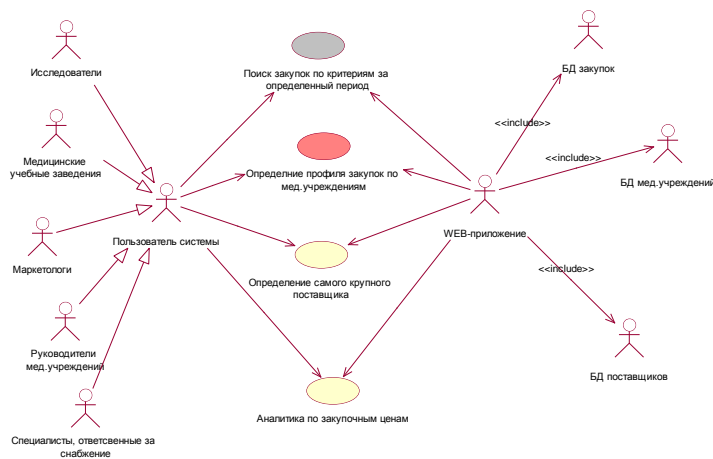 Исследователи
Поиск закупок по критериям за
определенный период
БД закупок
<<include>>
Медицинские
учебные заведения
Определние профиля закупок по
мед.учреждениям
<<include>>
БД мед.учреждений
Пользователь системы
WEB-приложение
Маркетологи
Определение самого крупного
поставщика
<<include>>
Руководители
мед.учреждений
БД поставщиков
Аналитика по закупочным ценам
Специалисты, ответсвенные за
снабжение